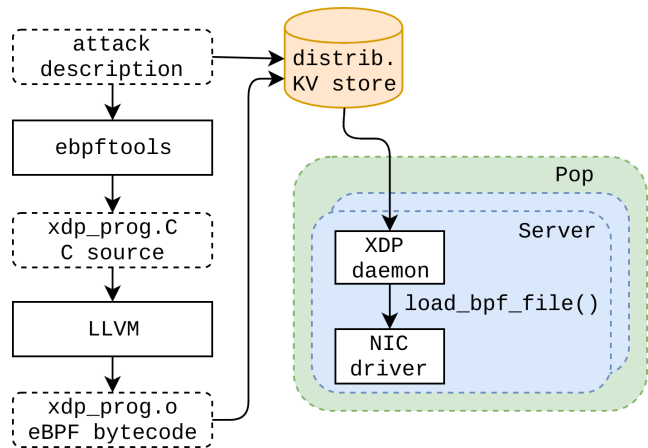 attack
description
ebpftools
xdp_prog.C
C source
LLVM
xdp_prog.o
eBPF bytecode
distrib.
KV store
Pop
Server
XDP
daemon
load_bpf_file()
NIC
driver